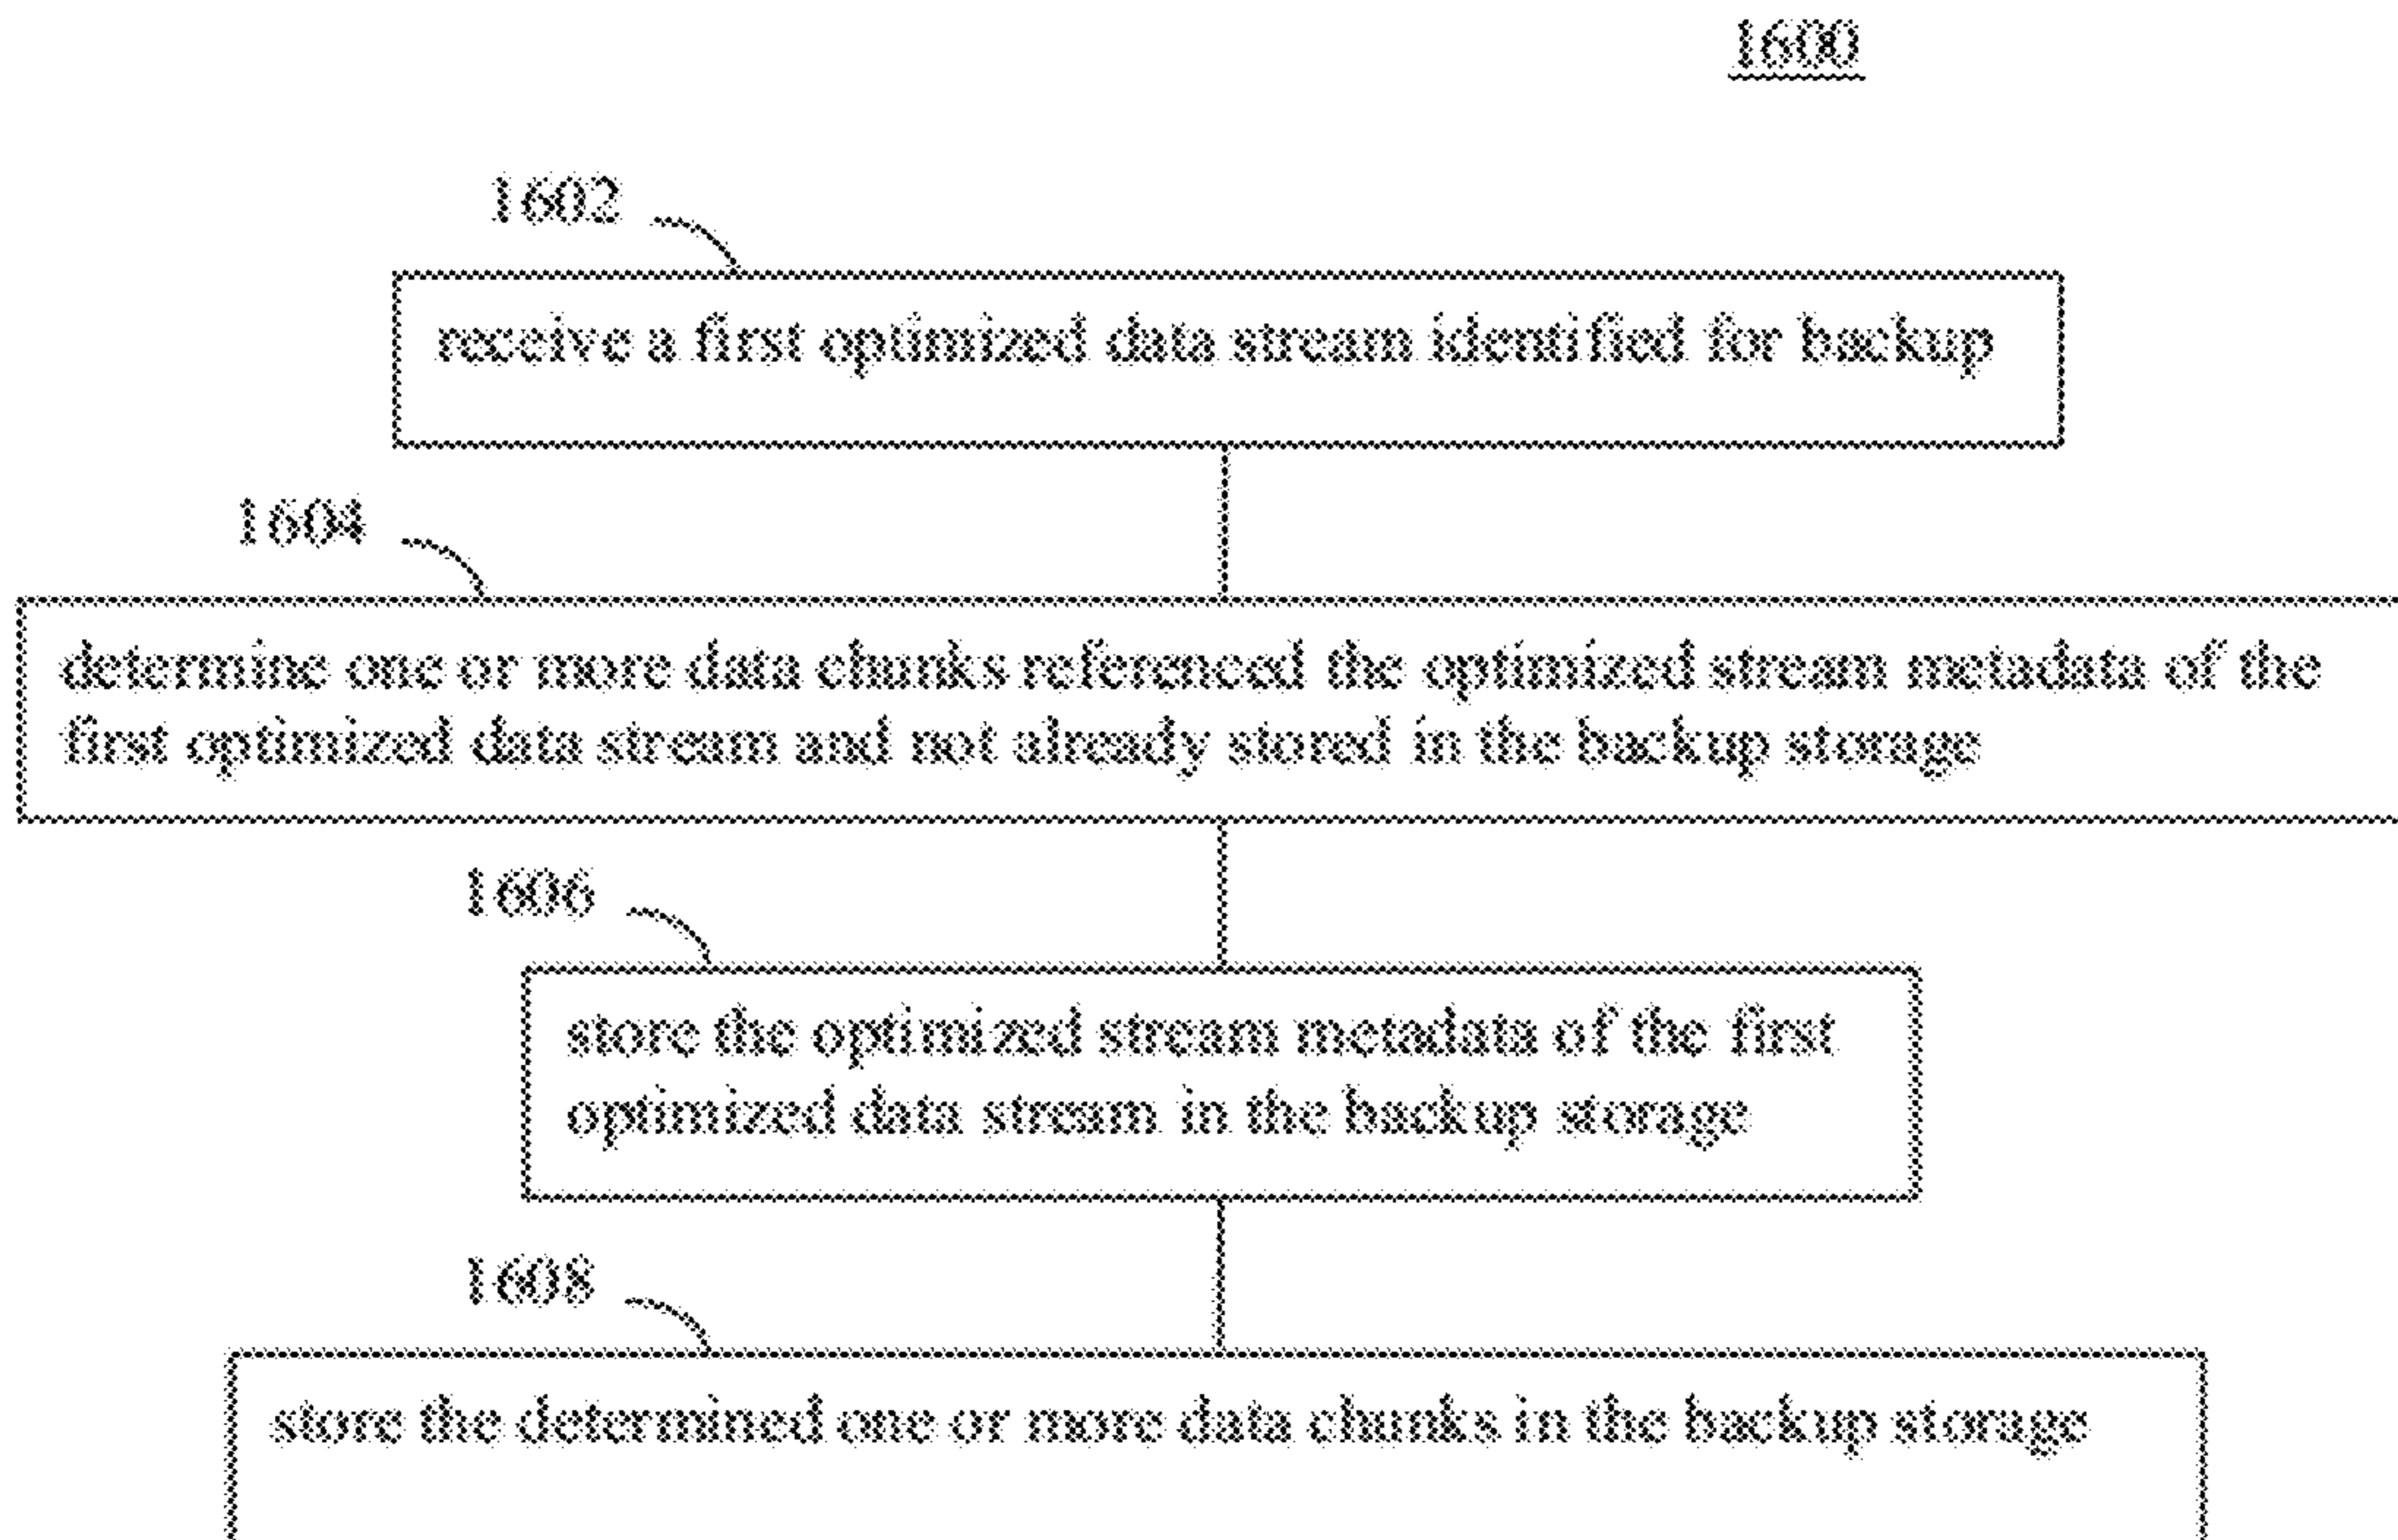 1600
1602
receive a first optimized data stream identified for backup
1604
determine one or more data chunks referenced the optimized stream metadata of the
first optimized data stream and not already stored in the backup storage
1606
store the optimized stream metadata of the first
optimized data stream in the backup storage
1608
store the determined one or more data chunks in the backup storage